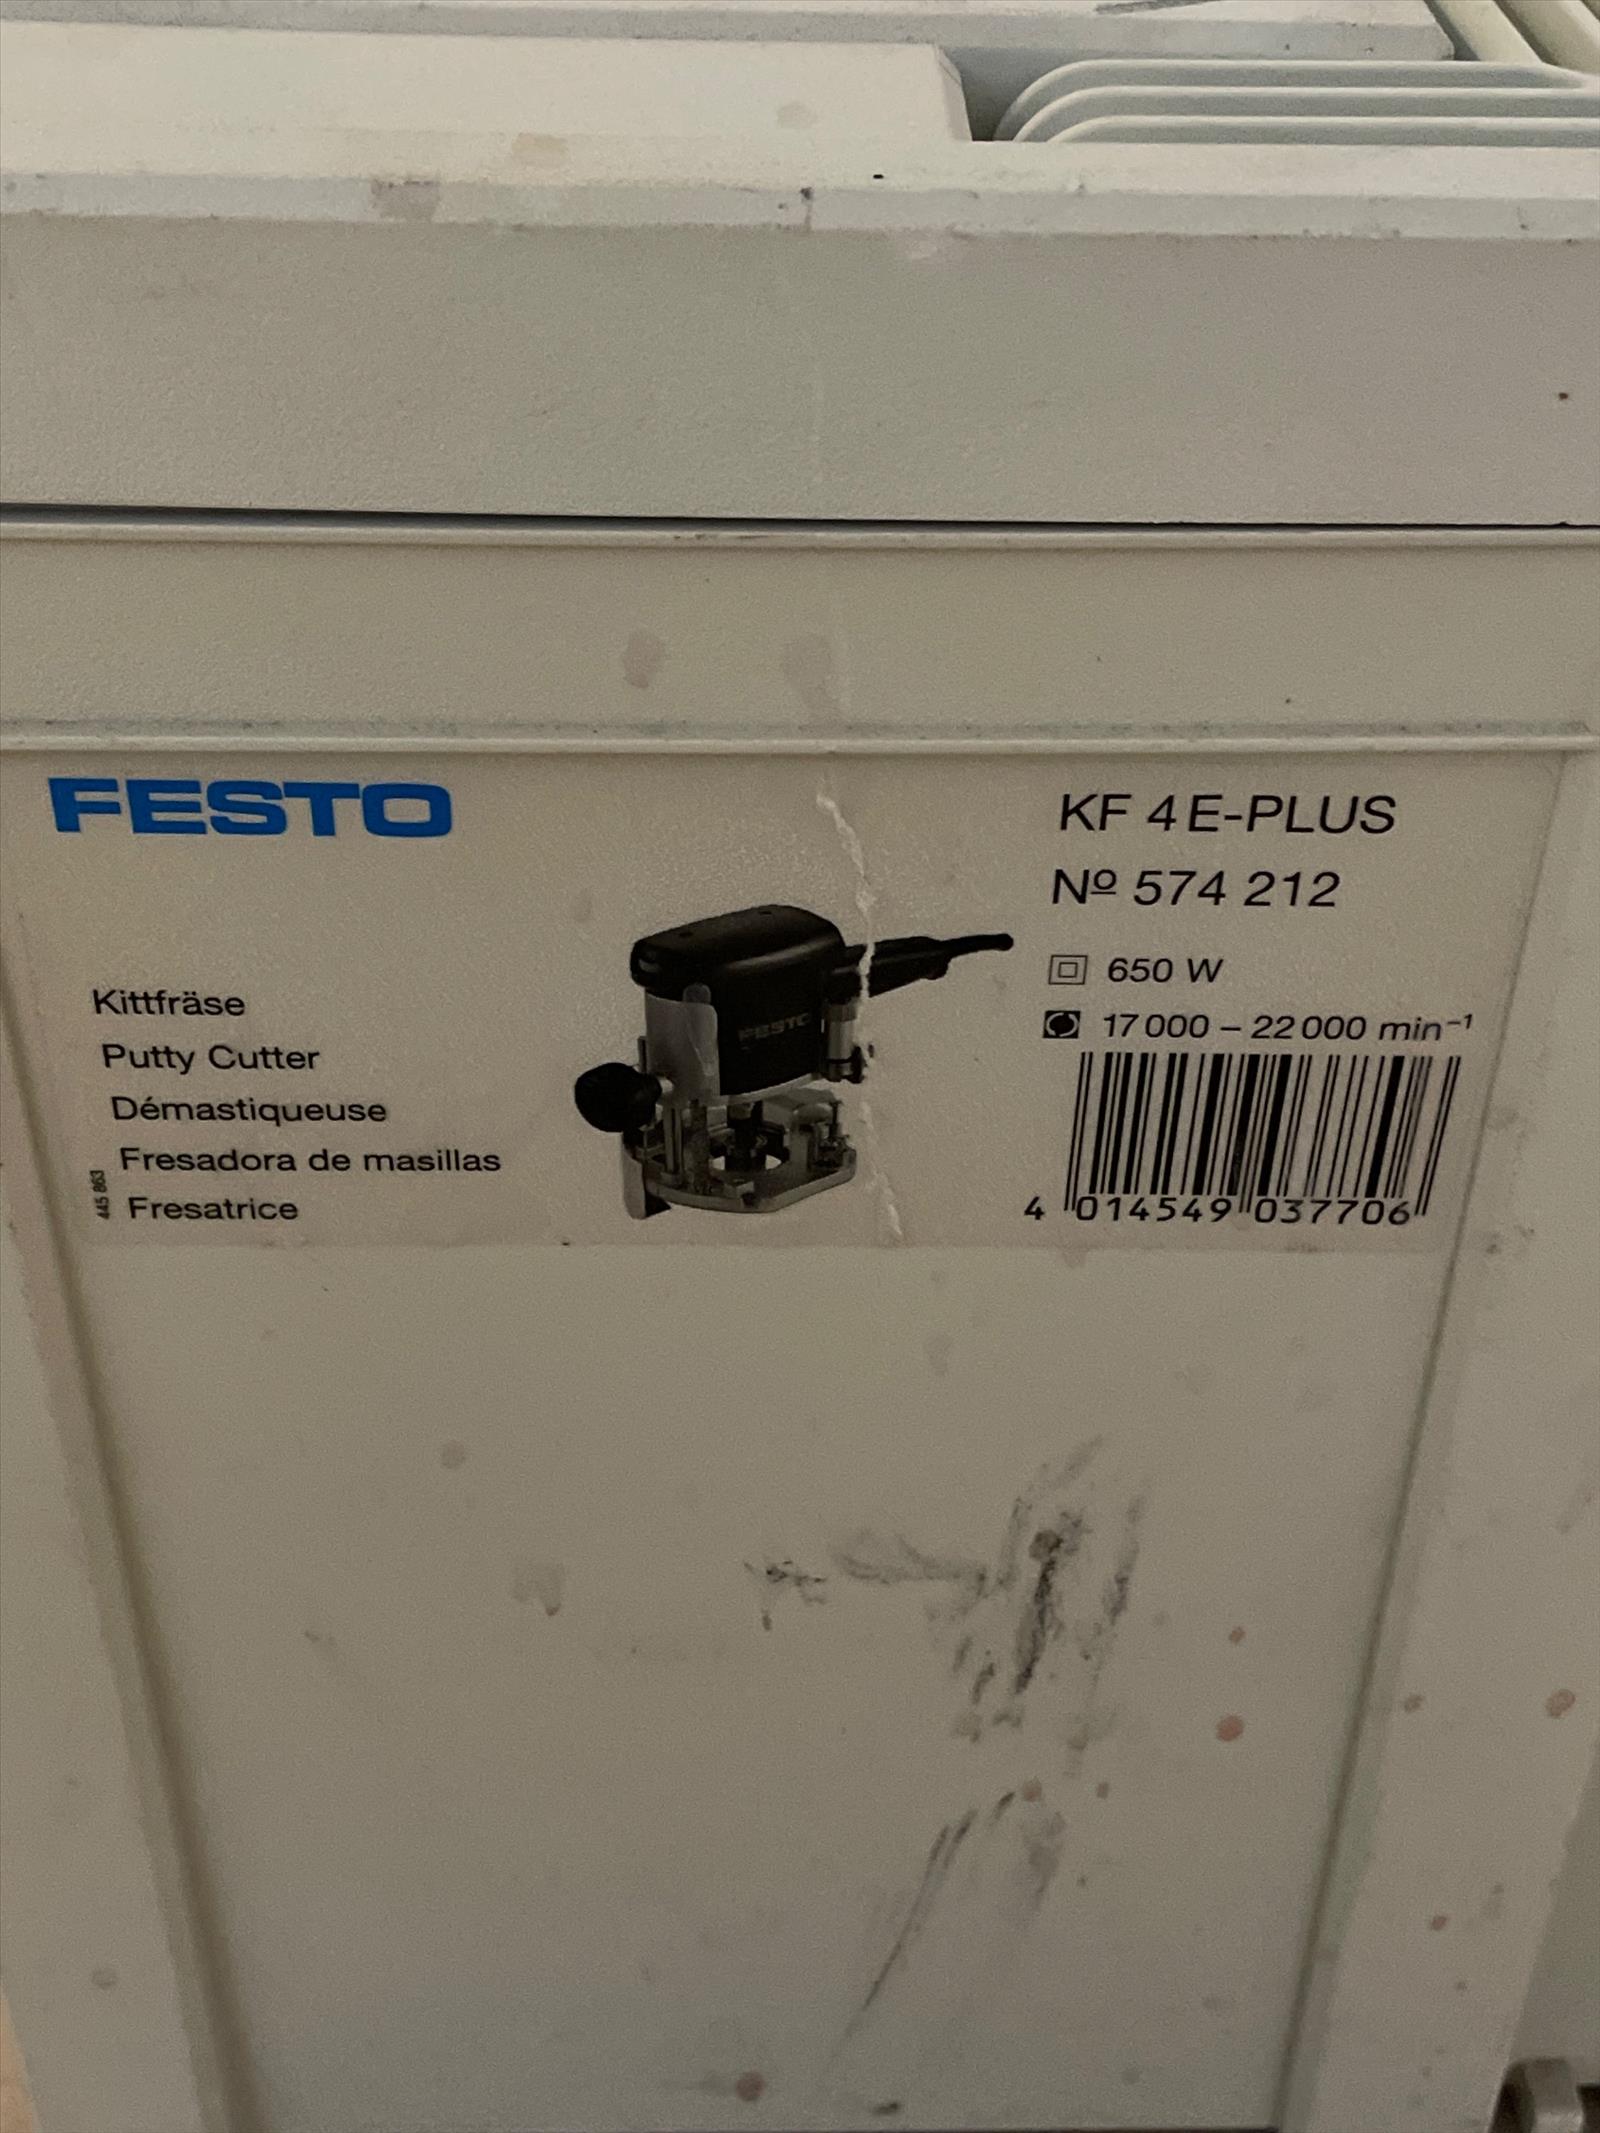 FESTO
KF 4 E-PLUS
Nº 574 212
650 W
17 000 – 22 000 min⁻¹
Kittfräse
Putty Cutter
Démastiqueuse
Fresadora de masillas
Fresatrice
445 863
FESTO
4 014549 037706